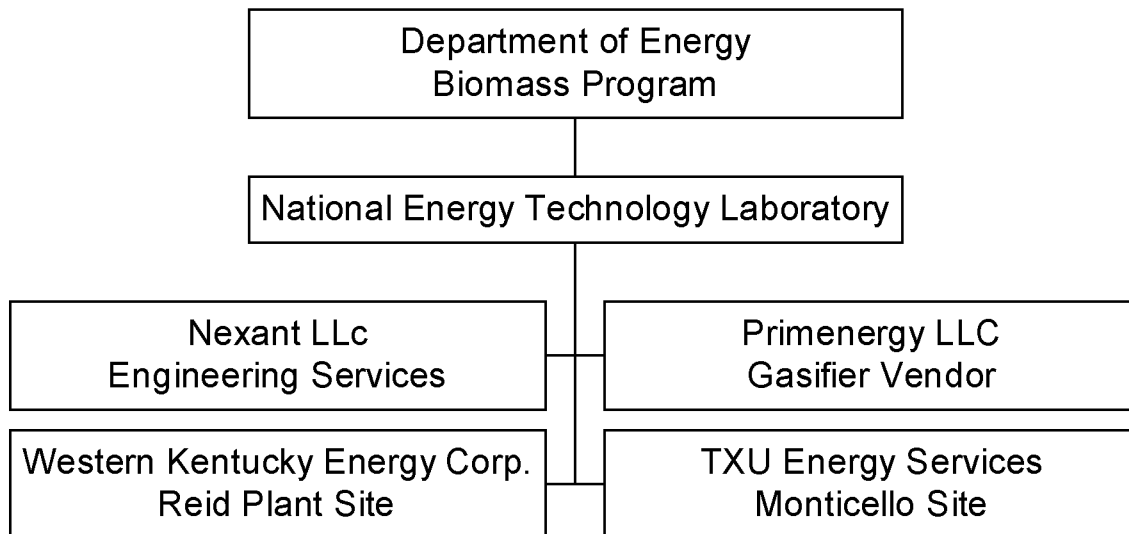 Department of Energy
Biomass Program
National Energy Technology Laboratory
Nexant LLc
Engineering Services
Primenergy LLC
Gasifier Vendor
Western Kentucky Energy Corp.
Reid Plant Site
TXU Energy Services
Monticello Site